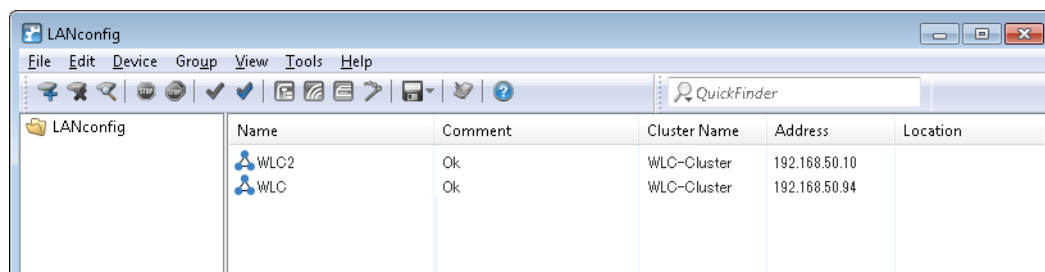 LANconfig
File Edit Device Group View Tools Help
QuickFinder
LANconfig
Name Comment Cluster Name Address Location
WLC2 Ok WLC-Cluster 192.168.50.10
WLC Ok WLC-Cluster 192.168.50.94